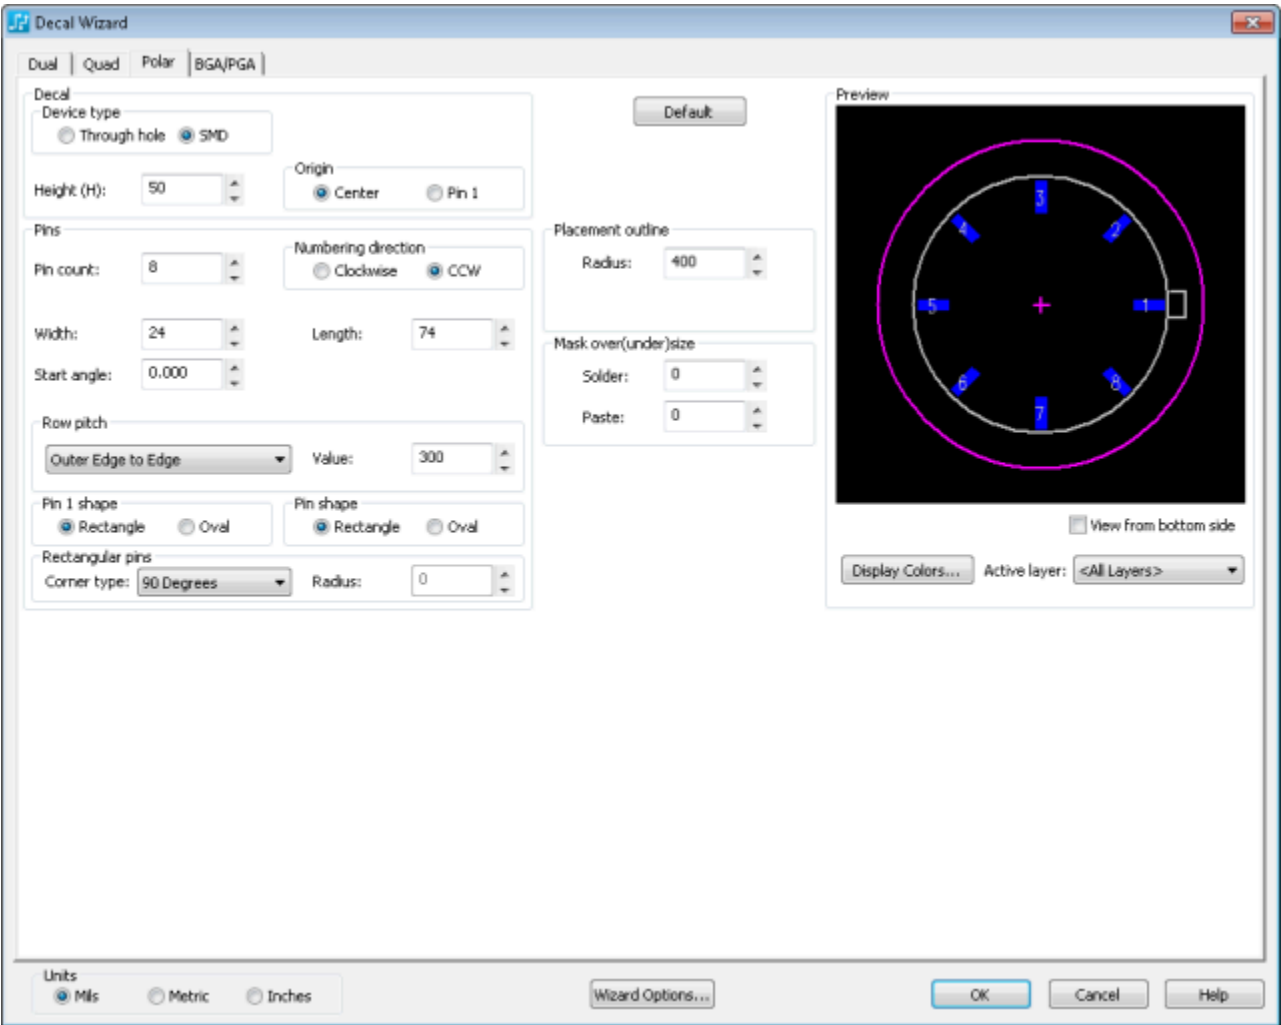 Decal Wizard
Dual Quad Polar BGA/PGA
Decal
Device type
Through hole SMD
Height (H): 50
Origin
Center Pin 1
Default
Preview
Pins
Pin count: 8
Numbering direction
Clockwise CCW
Width: 24 Length: 74
Start angle: 0.000
Row pitch
Outer Edge to Edge Value: 300
Pin 1 shape
Rectangle Oval
Pin shape
Rectangle Oval
Rectangular pins
Corner type: 90 Degrees Radius: 0
Placement outline
Radius: 400
Mask over(under)size
Solder: 0
Paste: 0
3
4 2
5 1
6 8
7
View from bottom side
Display Colors... Active layer: <All Layers>
Units
Mils Metric Inches
Wizard Options... OK Cancel Help